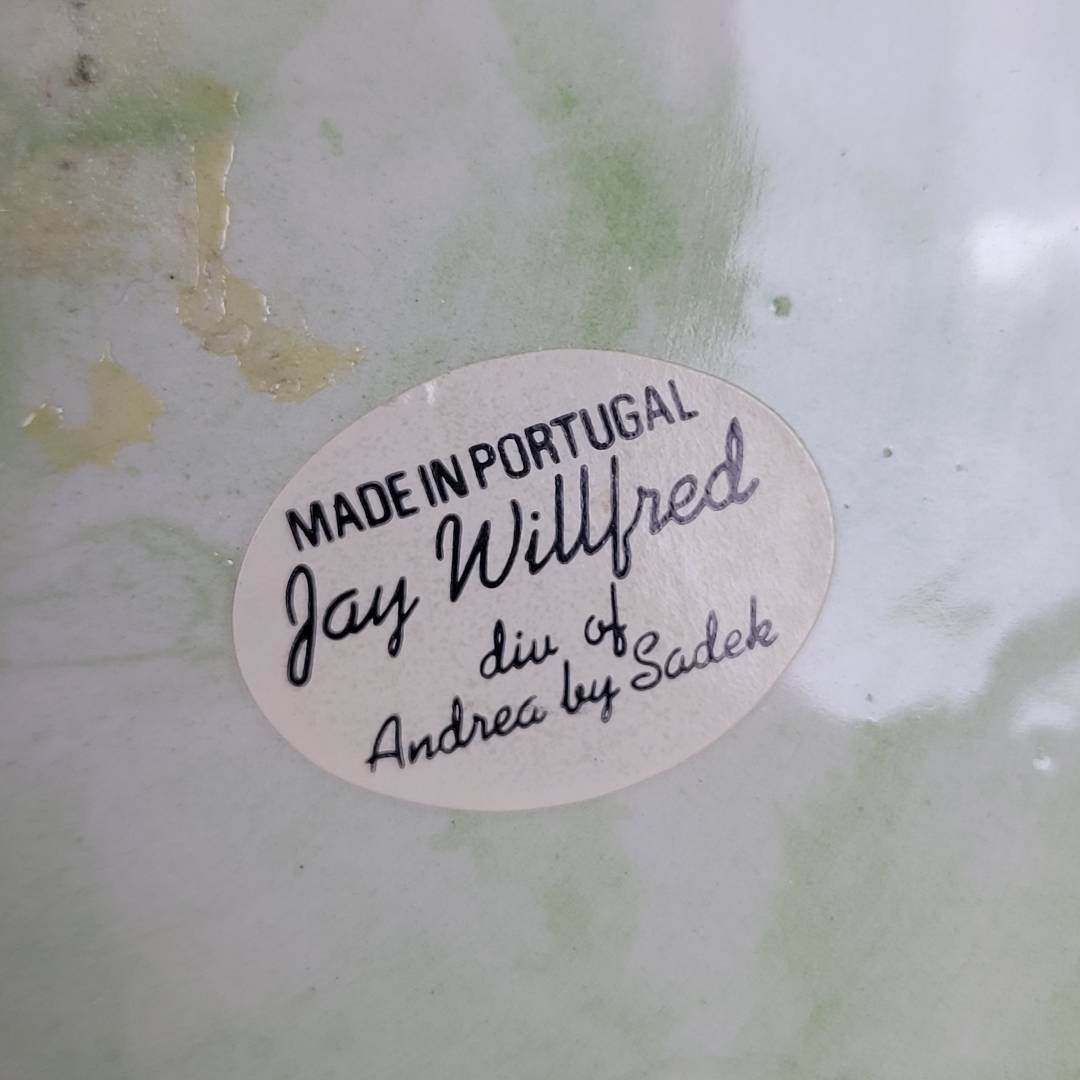 MADE IN PORTUGAL
Jay Willfred
div of
Andrea by Sadek